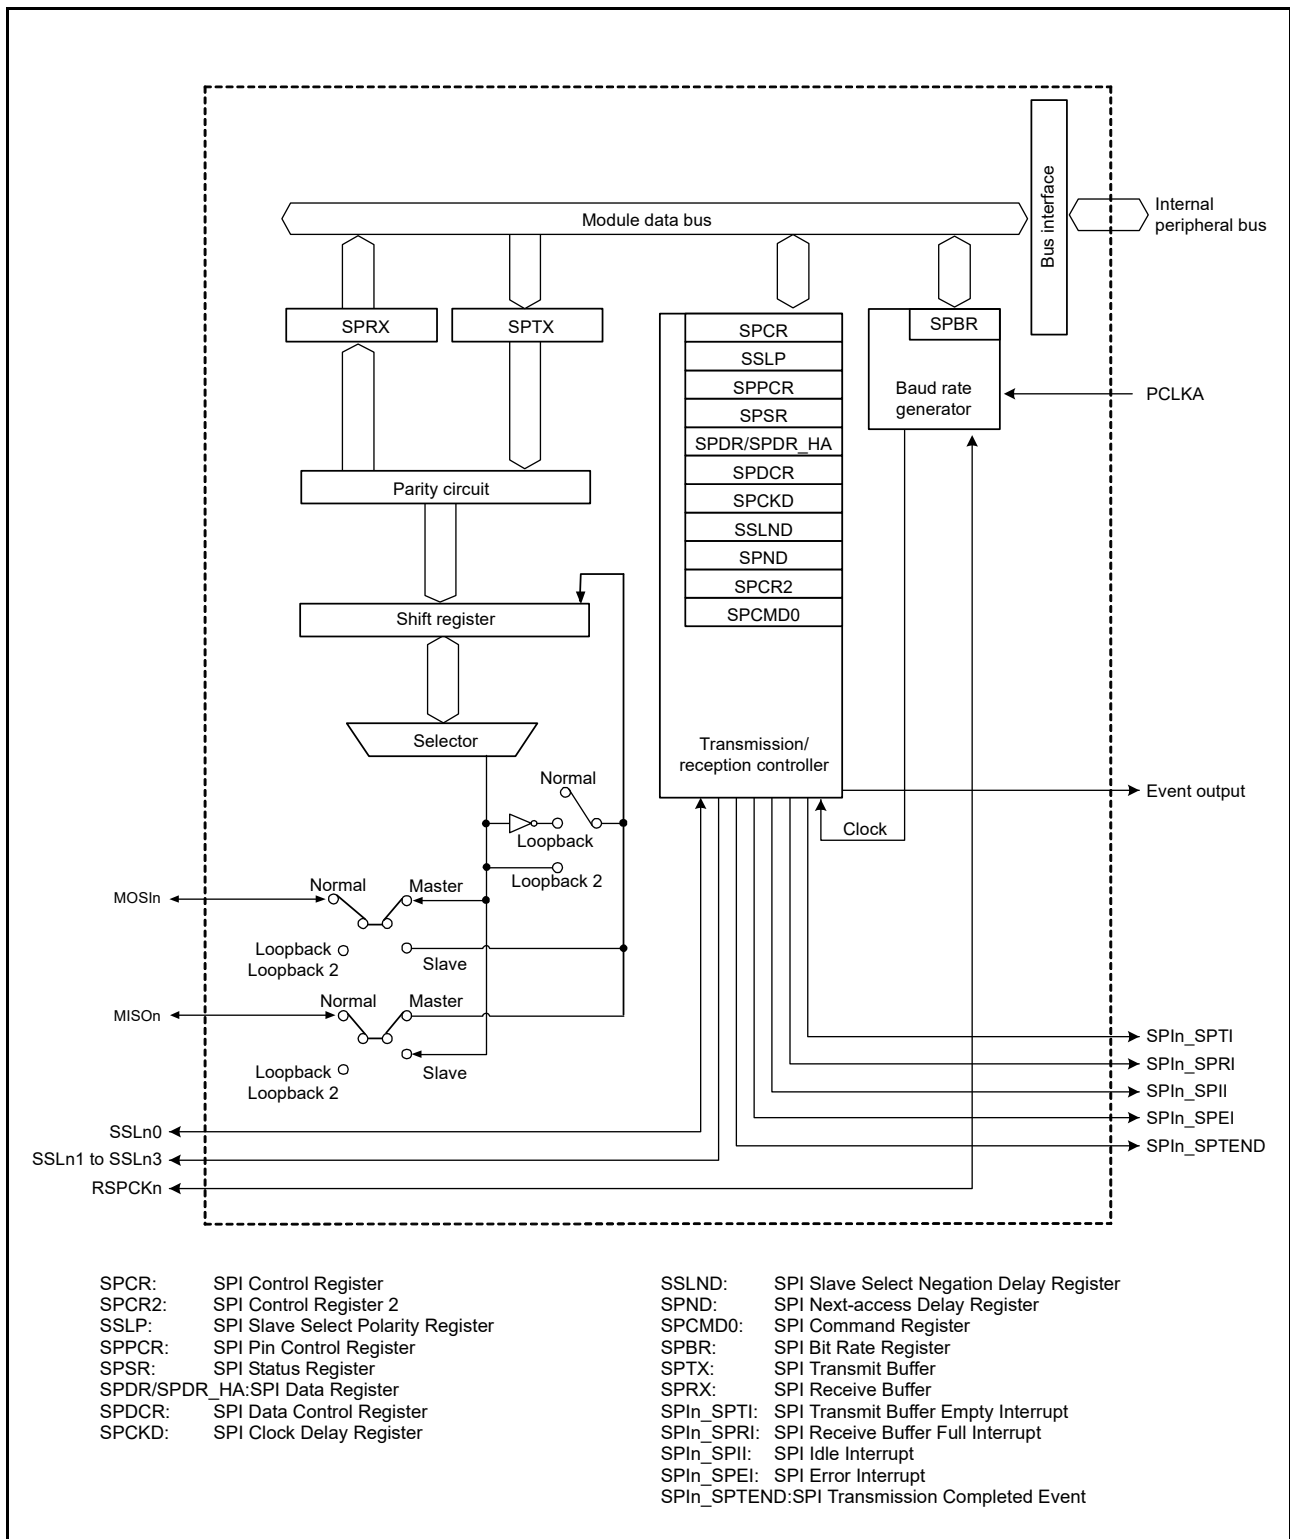 Bus interface
Internal
peripheral bus
Module data bus
SPRX
SPTX
SPCR
SPBR
SSLP
SPPCR
Baud rate
generator
PCLKA
SPSR
SPDR/SPDR_HA
SPDCR
Parity circuit
SPCKD
SSLND
SPND
SPCR2
Shift register
SPCMD0
Selector
Transmission/
reception controller
Normal
Event output
Clock
Loopback
Loopback 2
MOSIn
Normal
Master
Loopback
Loopback 2
Slave
MISOn
Normal
Master
Loopback
Loopback 2
Slave
SPIn_SPTI
SPIn_SPRI
SPIn_SPII
SPIn_SPEI
SPIn_SPTEND
SSLn0
SSLn1 to SSLn3
RSPCKn
SPCR: SPI Control Register
SPCR2: SPI Control Register 2
SSLP: SPI Slave Select Polarity Register
SPPCR: SPI Pin Control Register
SPSR: SPI Status Register
SPDR/SPDR_HA:SPI Data Register
SPDCR: SPI Data Control Register
SPCKD: SPI Clock Delay Register
SSLND: SPI Slave Select Negation Delay Register
SPND: SPI Next-access Delay Register
SPCMD0: SPI Command Register
SPBR: SPI Bit Rate Register
SPTX: SPI Transmit Buffer
SPRX: SPI Receive Buffer
SPIn_SPTI: SPI Transmit Buffer Empty Interrupt
SPIn_SPRI: SPI Receive Buffer Full Interrupt
SPIn_SPII: SPI Idle Interrupt
SPIn_SPEI: SPI Error Interrupt
SPIn_SPTEND:SPI Transmission Completed Event